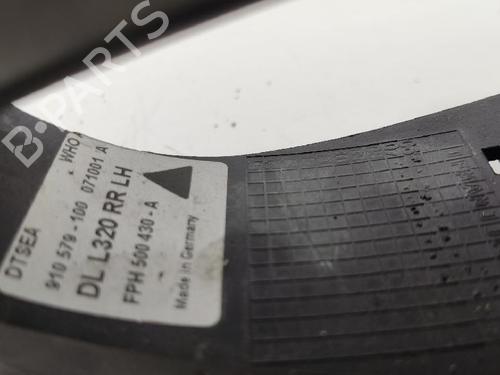 B-PARTS
WHO
DTSEA
910 579-100 071001 A
DL L320 RR LH
FPH 500 430-A
Made in Germany